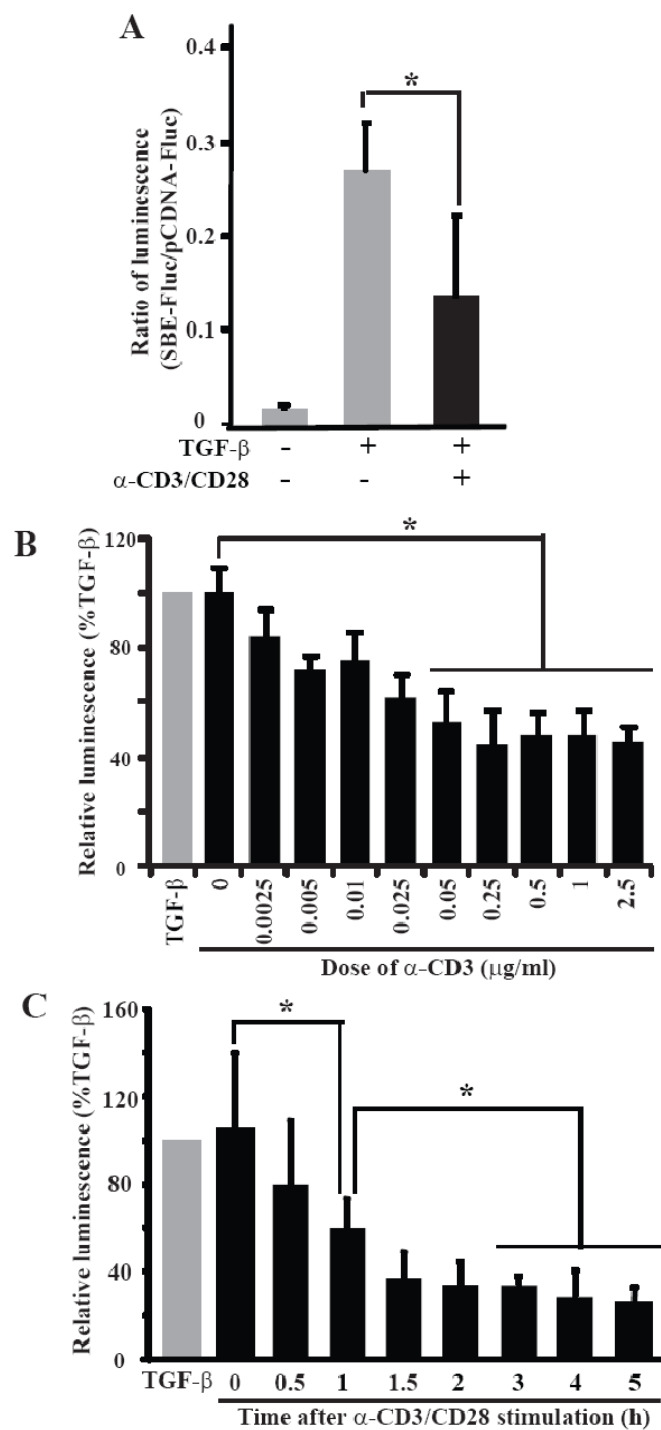 A
Ratio of luminescence
(SBE-Fluc/pCDNA-Fluc)
0.4
0.3
0.2
0.1
0
*
TGF-β - + +
α-CD3/CD28 - - +
B
Relative luminescence (%TGF-β)
120
80
40
0
*
TGF-β 0 0.0025 0.005 0.01 0.025 0.05 0.25 0.5 1 2.5
Dose of α-CD3 (μg/ml)
C
Relative luminescence (%TGF-β)
160
120
80
40
0
*
*
TGF-β 0 0.5 1 1.5 2 3 4 5
Time after α-CD3/CD28 stimulation (h)